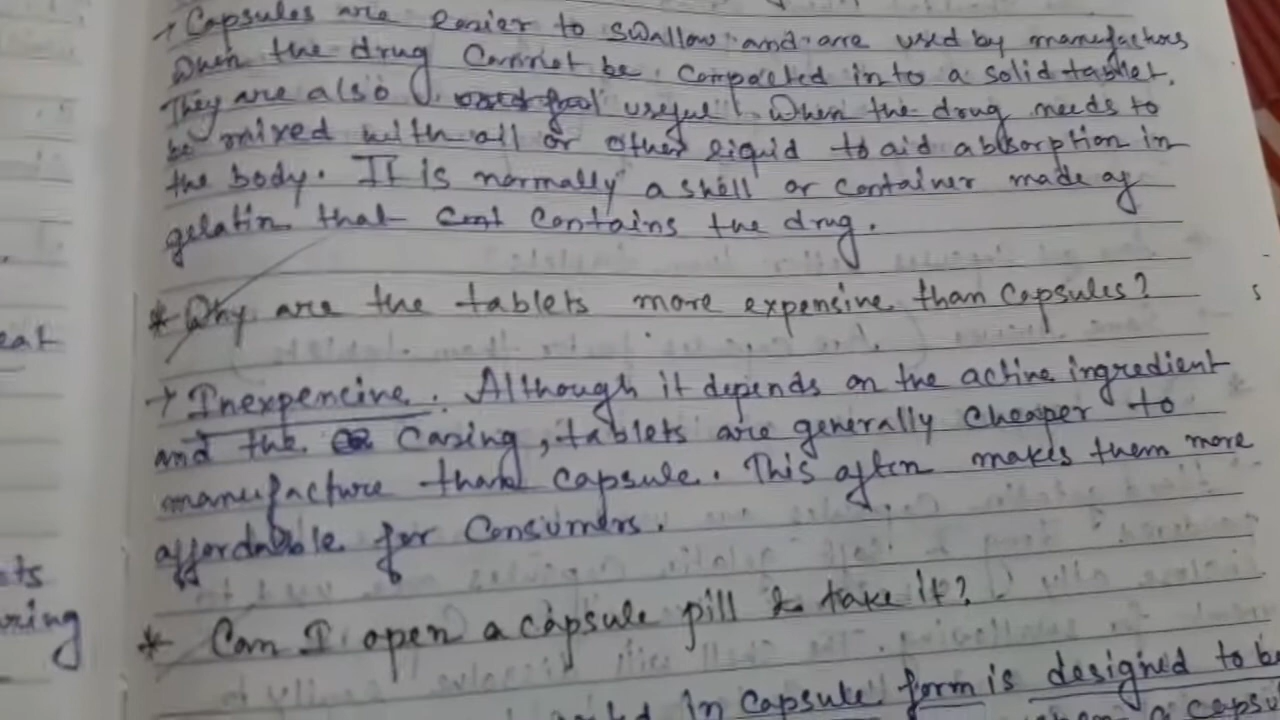 → Capsules are easier to swallow and are used by manufachors
when the drug Cannot be compacted into a solid tablet.
They are also useful when the drug needs to
be mixed with oil or other liquid to aid absorption in
the body. It is normally a shell or container made of
gelatin that contains the drug.
* Why are the tablets more expensive than capsules?
eat
→ Inexpencive. Although it depends on the active ingredient
and the casing, tablets are generally cheaper to
manufacture than capsule. This often makes them more
affordable for Consumers.
ts
ring
* Can I open a capsule pill & take it?
in capsule form is designed to be
a capsu